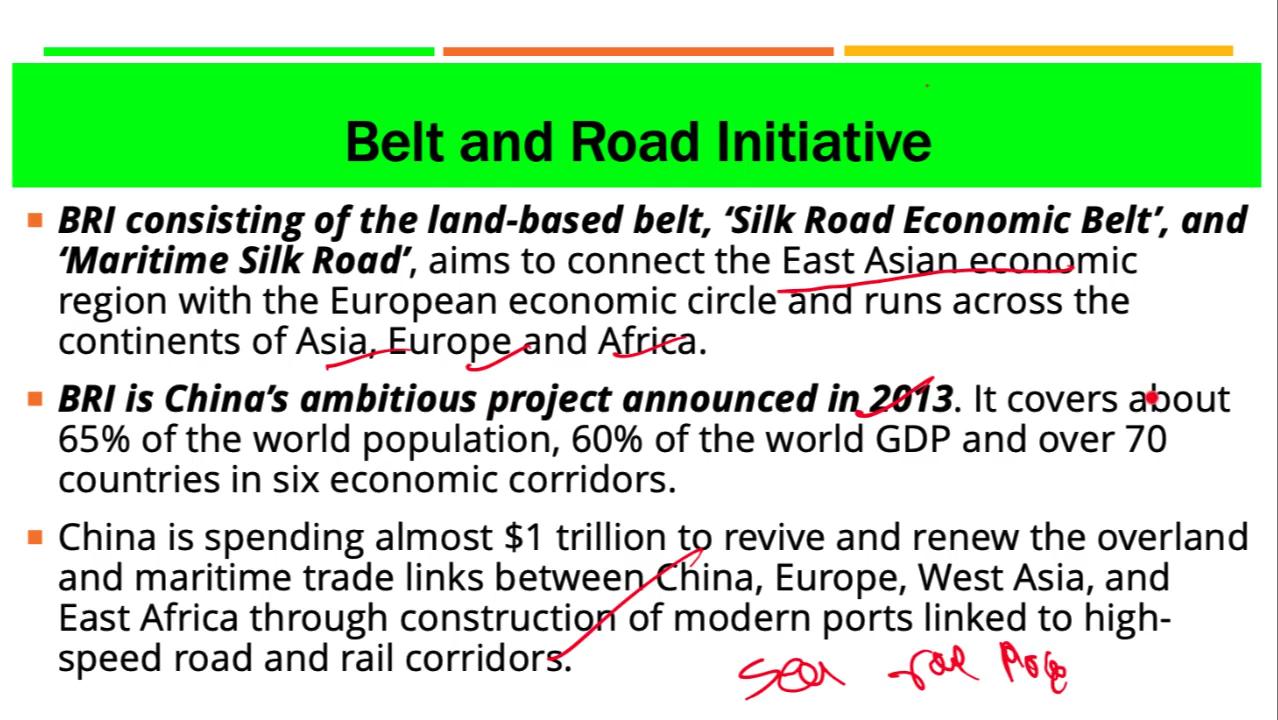 Belt and Road Initiative
BRI consisting of the land-based belt, ‘Silk Road Economic Belt’, and
‘Maritime Silk Road’, aims to connect the East Asian economic
region with the European economic circle and runs across the
continents of Asia, Europe and Africa.
BRI is China’s ambitious project announced in 2013. It covers about
65% of the world population, 60% of the world GDP and over 70
countries in six economic corridors.
China is spending almost $1 trillion to revive and renew the overland
and maritime trade links between China, Europe, West Asia, and
East Africa through construction of modern ports linked to high-
speed road and rail corridors.